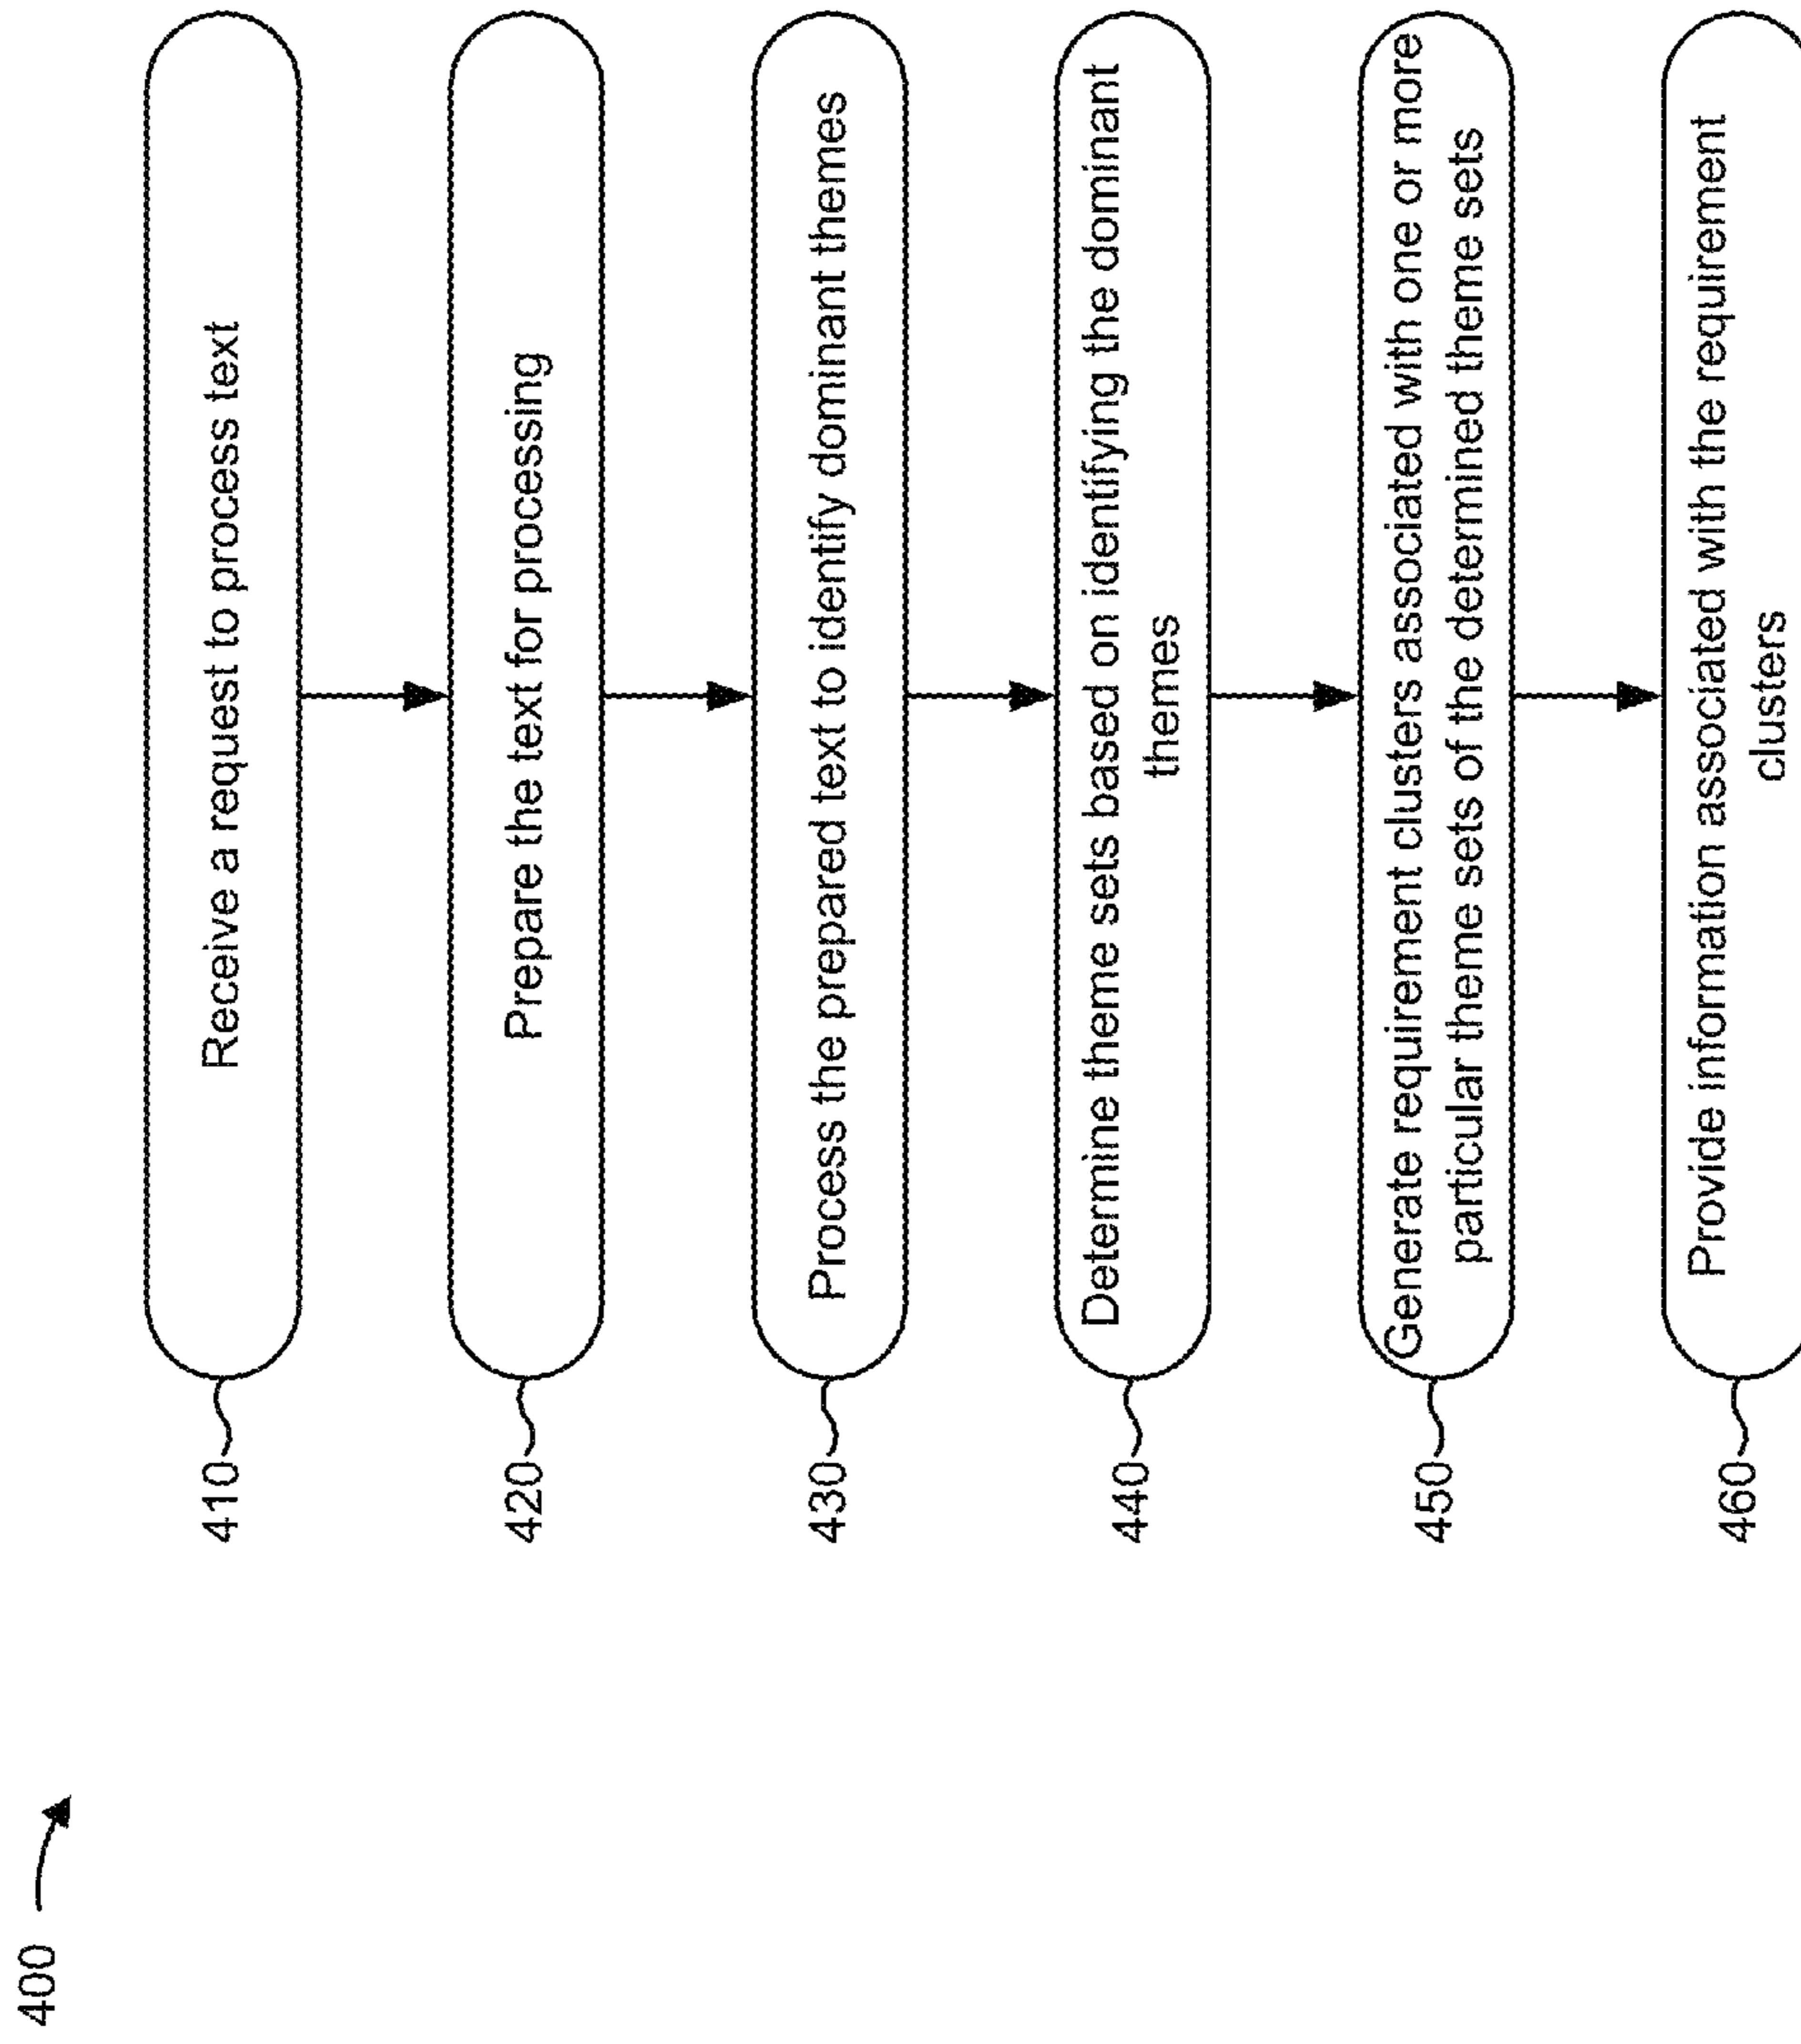 400
410
Receive a request to process text
420
Prepare the text for processing
430
Process the prepared text to identify dominant themes
440
Determine theme sets based on identifying the dominant
themes
450
Generate requirement clusters associated with one or more
particular theme sets of the determined theme sets
460
Provide information associated with the requirement
clusters